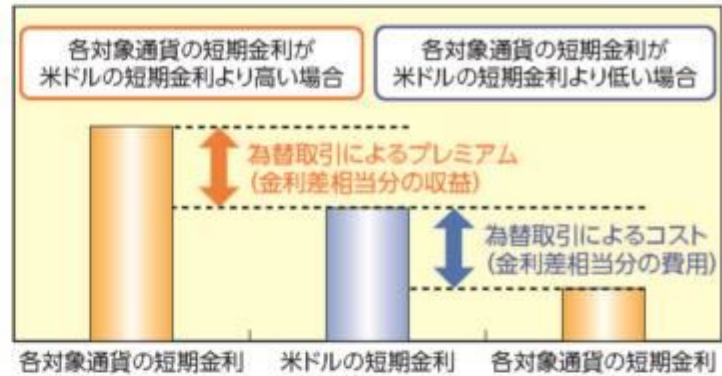 各対象通貨の短期金利が
米ドルの短期金利より高い場合
各対象通貨の短期金利が
米ドルの短期金利より低い場合
為替取引によるプレミアム
(金利差相当分の収益)
為替取引によるコスト
(金利差相当分の費用)
各対象通貨の短期金利
米ドルの短期金利
各対象通貨の短期金利